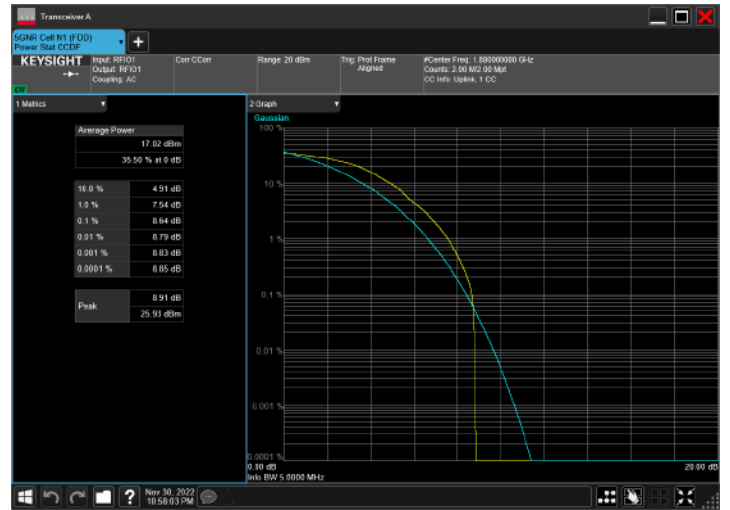 Transceiver A
5GNR Cell N1 (FDD)
Power Stat CCDF
KEYSIGHT
Input: RFIO1
Output: RFIO1
Coupling: AC
Corr CCorr
Range: 20 dBm
Trig: Prot Frame
Aligned
#Center Freq: 1.880000000 GHz
Counts: 2.00 M/2.00 Mpt
CC Info: Uplink, 1 CC
1 Metrics
Average Power
17.02 dBm
35.50 % at 0 dB
10.0 % 4.91 dB
1.0 % 7.54 dB
0.1 % 8.64 dB
0.01 % 8.79 dB
0.001 % 8.83 dB
0.0001 % 8.85 dB
Peak
8.91 dB
25.93 dBm
2 Graph
Gaussian
100 %
10 %
1 %
0.1 %
0.01 %
0.001 %
0.0001 %
0.00 dB
20.00 dB
Info BW 5.0000 MHz
?
Nov 30, 2022
10:58:03 PM